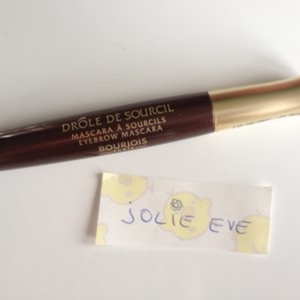 DRÔLE DE SOURCIL
MASCARA À SOURCILS
EYEBROW MASCARA
BOURJOIS
JOLIE EVE